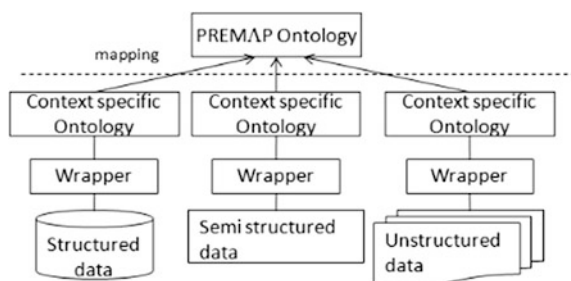 PREMΛP Ontology
mapping
Context specific
Ontology
Context specific
Ontology
Context specific
Ontology
Wrapper
Wrapper
Wrapper
Structured
data
Semi structured
data
Unstructured
data